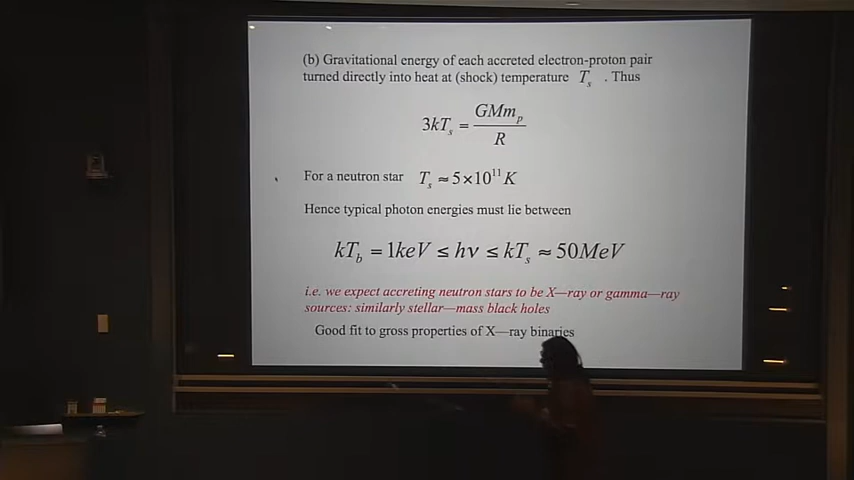 (b) Gravitational energy of each accreted electron-proton pair
turned directly into heat at (shock) temperature T_s . Thus
3kT_s = GMm_p / R
For a neutron star T_s ≈ 5×10^11 K
Hence typical photon energies must lie between
kT_b = 1keV ≤ hν ≤ kT_s ≈ 50MeV
i.e. we expect accreting neutron stars to be X—ray or gamma—ray
sources: similarly stellar—mass black holes
Good fit to gross properties of X—ray binaries